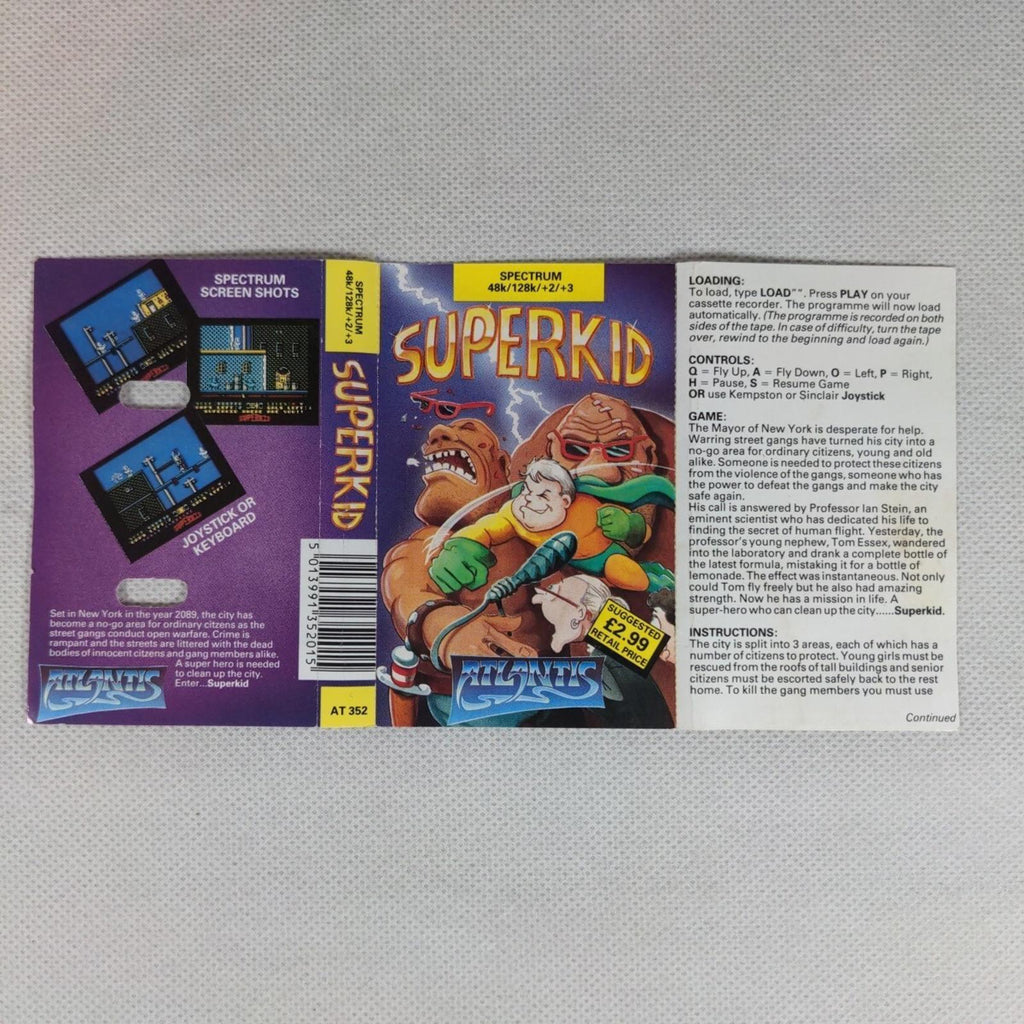 SPECTRUM
SCREEN SHOTS
JOYSTICK OR
KEYBOARD
Set in New York in the year 2089, the city has
become a no-go area for ordinary citizens as the
street gangs conduct open warfare. Crime is
rampant and the streets are littered with the dead
bodies of innocent citzens and gang members alike.
A super hero is needed
to clean up the city.
Enter...Superkid
ATLANTIS
SPECTRUM
48k/128k/+2/+3
SUPERKID
5 013911 352015
AT 352
SPECTRUM
48k/128k/+2/+3
SUPERKID
SUGGESTED
£2.99
RETAIL PRICE
ATLANTIS
LOADING:
To load, type LOAD"". Press PLAY on your
cassette recorder. The programme will now load
automatically. (The programme is recorded on both
sides of the tape. In case of difficulty, turn the tape
over, rewind to the beginning and load again.)
CONTROLS:
Q = Fly Up, A = Fly Down, O = Left, P = Right,
H = Pause, S = Resume Game
OR use Kempston or Sinclair Joystick
GAME:
The Mayor of New York is desperate for help.
Warring street gangs have turned his city into a
no-go area for ordinary citizens, young and old
alike. Someone is needed to protect these citizens
from the violence of the gangs, someone who has
the power to defeat the gangs and make the city
safe again.
His call is answered by Professor Ian Stein, an
eminent scientist who has dedicated his life to
finding the secret of human flight. Yesterday, the
professor's young nephew, Tom Essex, wandered
into the laboratory and drank a complete bottle of
the latest formula, mistaking it for a bottle of
lemonade. The effect was instantaneous. Not only
could Tom fly freely but he also had amazing
strength. Now he has a mission in life. A
super-hero who can clean up the city......Superkid.
INSTRUCTIONS:
The city is split into 3 areas, each of which has a
number of citizens to protect. Young girls must be
rescued from the roofs of tall buildings and senior
citizens must be escorted safely back to the rest
home. To kill the gang members you must use
Continued